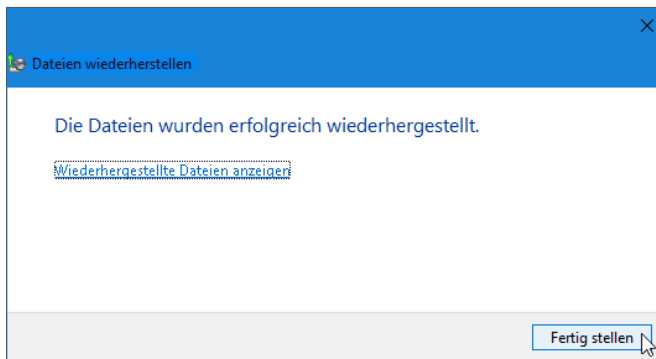 Dateien wiederherstellen
Die Dateien wurden erfolgreich wiederhergestellt.
Wiederhergestellte Dateien anzeigen
Fertig stellen